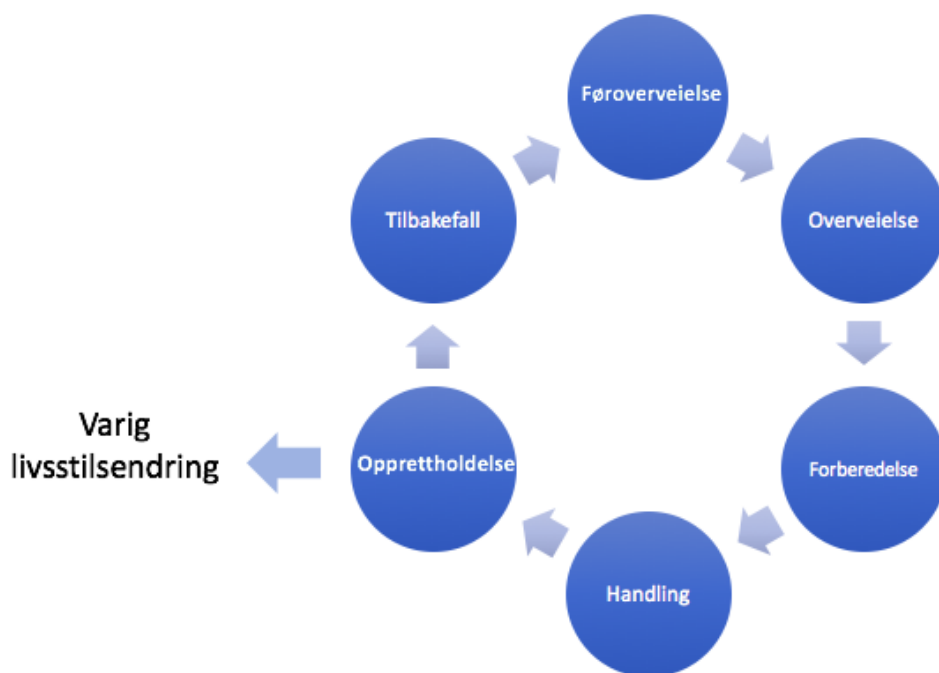 Føroverveielse
Tilbakefall
Overveielse
Varig
livsstilsendring
Opprettholdelse
Forberedelse
Handling